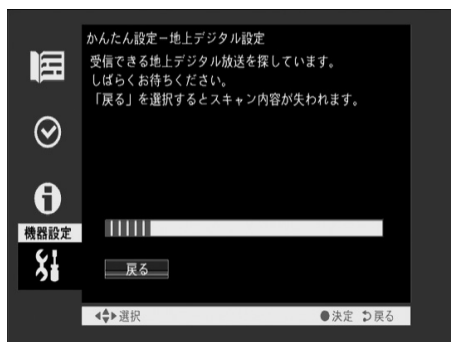 かんたん設定－地上デジタル設定
受信できる地上デジタル放送を探しています。
しばらくお待ちください。
「戻る」を選択するとスキャン内容が失われます。
機器設定
戻る
選択 決定 戻る